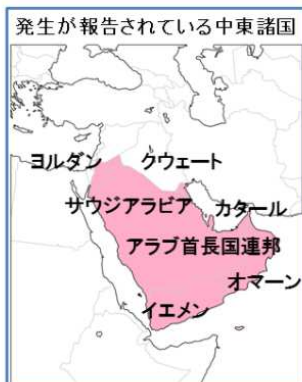 発生が報告されている中東諸国
ヨルダン クウェート
サウジアラビア カタール
アラブ首長国連邦
オマーン
イエメン